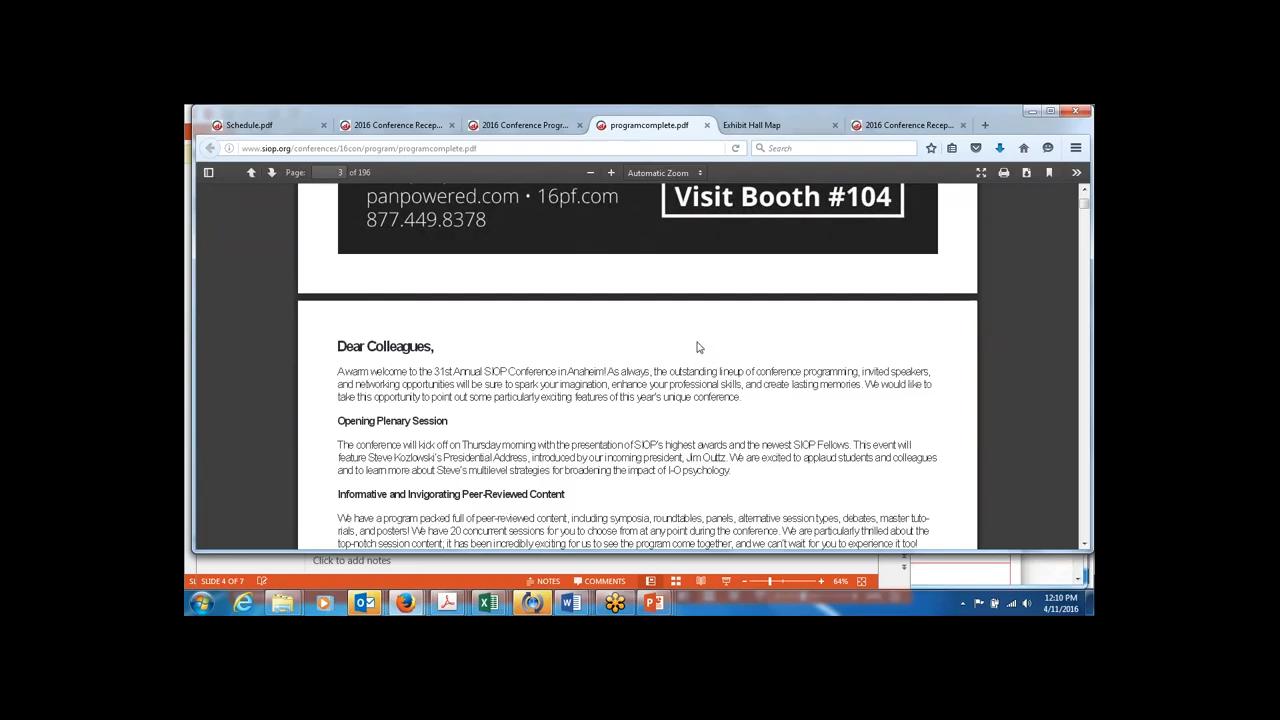 Schedule.pdf
2016 Conference Recep...
2016 Conference Progr...
programcomplete.pdf
Exhibit Hall Map
2016 Conference Recep...
www.siop.org/conferences/16con/program/programcomplete.pdf
Search
Page: 3 of 196
Automatic Zoom
panpowered.com • 16pf.com
877.449.8378
Visit Booth #104
Dear Colleagues,
A warm welcome to the 31st Annual SIOP Conference in Anaheim! As always, the outstanding lineup of conference programming, invited speakers,
and networking opportunities will be sure to spark your imagination, enhance your professional skills, and create lasting memories. We would like to
take this opportunity to point out some particularly exciting features of this year's unique conference.
Opening Plenary Session
The conference will kick off on Thursday morning with the presentation of SIOP's highest awards and the newest SIOP Fellows. This event will
feature Steve Kozlowski's Presidential Address, introduced by our incoming president, Jim Outtz. We are excited to applaud students and colleagues
and to learn more about Steve's multilevel strategies for broadening the impact of I-O psychology.
Informative and Invigorating Peer-Reviewed Content
We have a program packed full of peer-reviewed content, including symposia, roundtables, panels, alternative session types, debates, master tuto-
rials, and posters! We have 20 concurrent sessions for you to choose from at any point during the conference. We are particularly thrilled about the
top-notch session content; it has been incredibly exciting for us to see the program come together, and we can't wait for you to experience it too!
Click to add notes
SL SLIDE 4 OF 7
NOTES
COMMENTS
64%
12:10 PM
4/11/2016